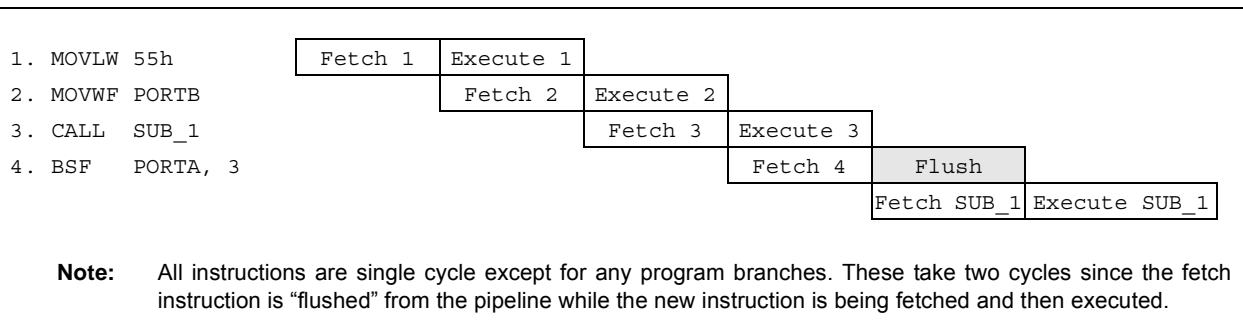 1. MOVLW 55h Fetch 1 Execute 1
2. MOVWF PORTB Fetch 2 Execute 2
3. CALL SUB_1 Fetch 3 Execute 3
4. BSF PORTA, 3 Fetch 4 Flush
Fetch SUB_1 Execute SUB_1
Note: All instructions are single cycle except for any program branches. These take two cycles since the fetch
instruction is “flushed” from the pipeline while the new instruction is being fetched and then executed.